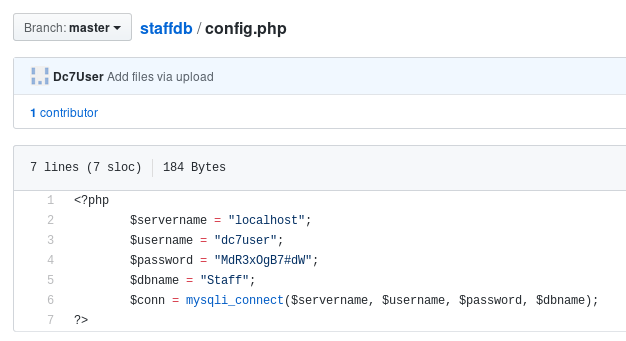 Branch: master staffdb / config.php
Dc7User Add files via upload
1 contributor
7 lines (7 sloc) 184 Bytes
1 <?php
2 $servername = "localhost";
3 $username = "dc7user";
4 $password = "MdR3xOgB7#dW";
5 $dbname = "Staff";
6 $conn = mysqli_connect($servername, $username, $password, $dbname);
7 ?>